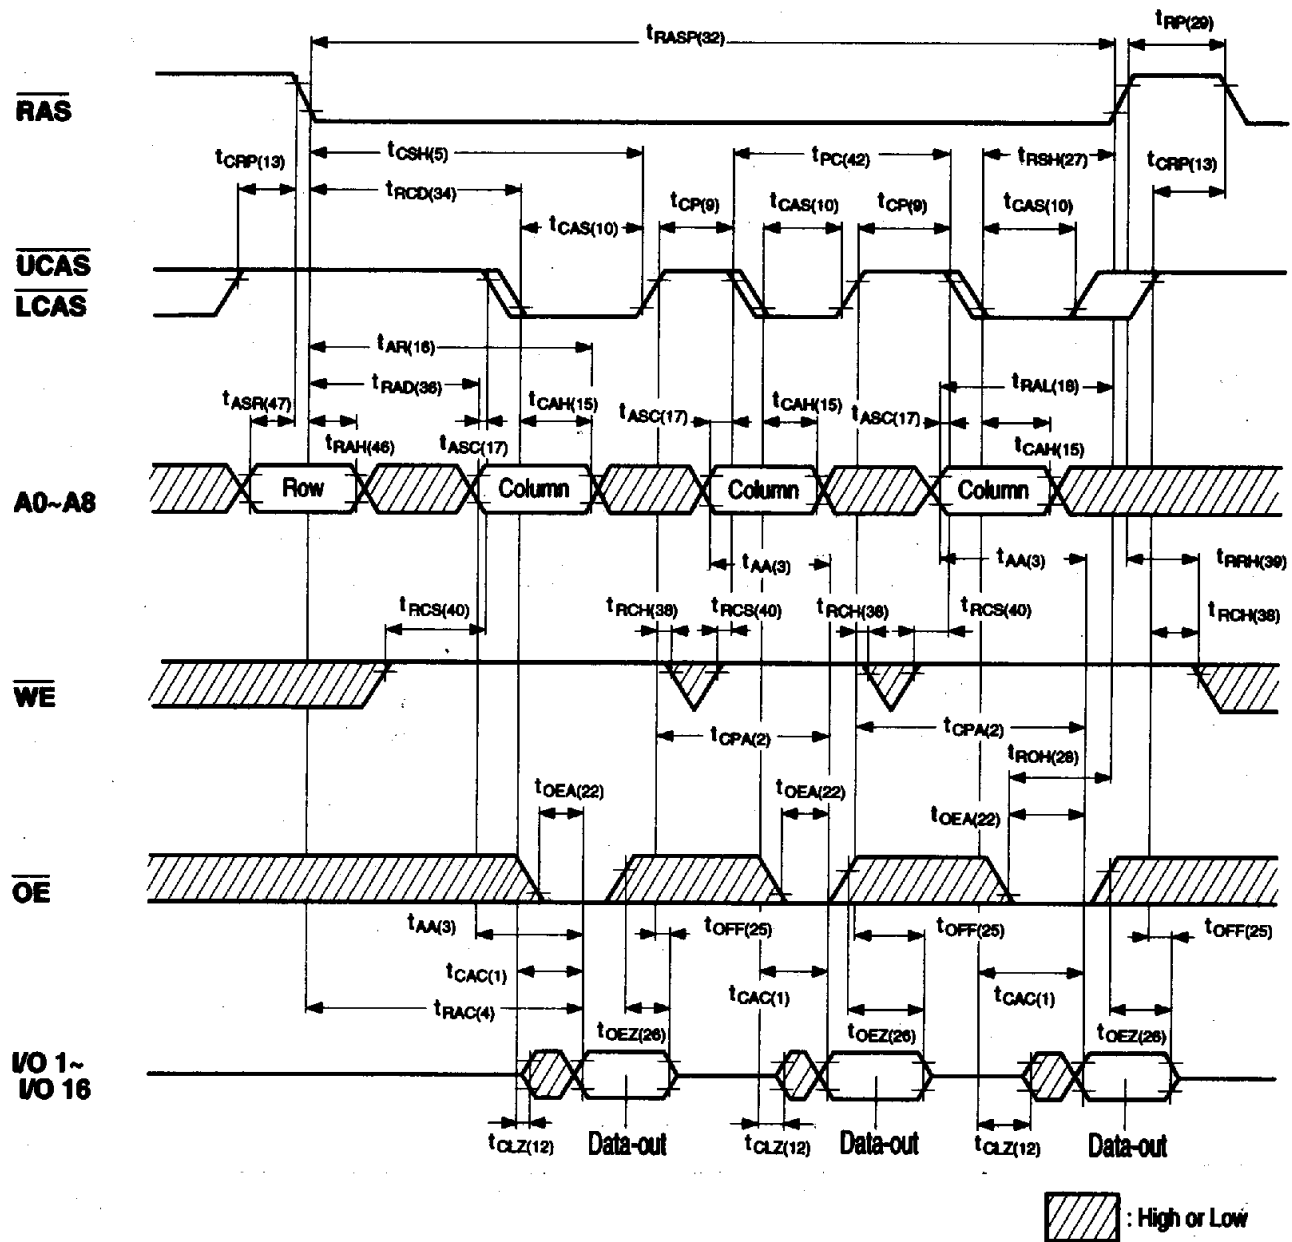 tRASP(32) tRP(29)
RAS
tCRP(13) tCSH(5) tPC(42) tRSH(27) tCRP(13)
tRCD(34)
tCAS(10) tCP(9) tCAS(10) tCP(9) tCAS(10)
UCAS
LCAS
tAR(16)
tRAD(36) tRAL(18)
tASR(47) tCAH(15) tASC(17) tCAH(15) tASC(17)
tRAH(46) tASC(17) tCAH(15)
A0~A8 Row Column Column Column
tAA(3) tAA(3) tRRH(39)
tRCS(40) tRCH(38) tRCS(40) tRCH(38) tRCS(40) tRCH(38)
WE
tCPA(2) tCPA(2)
tROH(28)
tOEA(22) tOEA(22) tOEA(22)
OE
tAA(3) tOFF(25) tOFF(25) tOFF(25)
tCAC(1) tCAC(1) tCAC(1)
tRAC(4)
tOEZ(26) tOEZ(26) tOEZ(26)
I/O 1~
I/O 16
tCLZ(12) Data-out tCLZ(12) Data-out tCLZ(12) Data-out
: High or Low